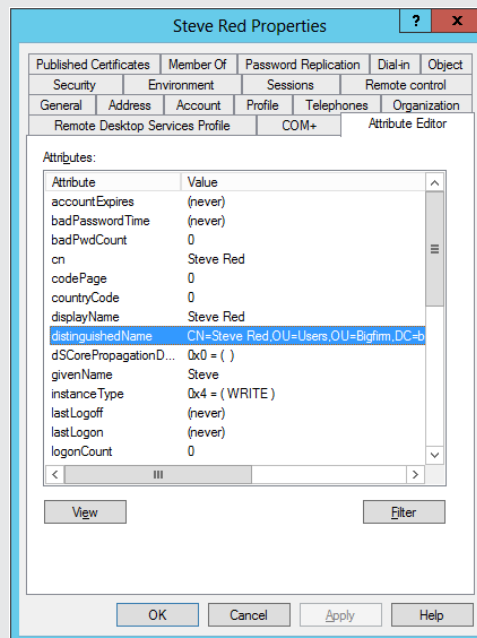 Steve Red Properties ? x
Published Certificates Member Of Password Replication Dial-in Object
Security Environment Sessions Remote control
General Address Account Profile Telephones Organization
Remote Desktop Services Profile COM+ Attribute Editor
Attributes:
Attribute Value
accountExpires (never)
badPasswordTime (never)
badPwdCount 0
cn Steve Red
codePage 0
countryCode 0
displayName Steve Red
distinguishedName CN=Steve Red,OU=Users,OU=Bigfirm,DC=b
dSCorePropagationD... 0x0 = ( )
givenName Steve
instanceType 0x4 = ( WRITE )
lastLogoff (never)
lastLogon (never)
logonCount 0
View Filter
OK Cancel Apply Help